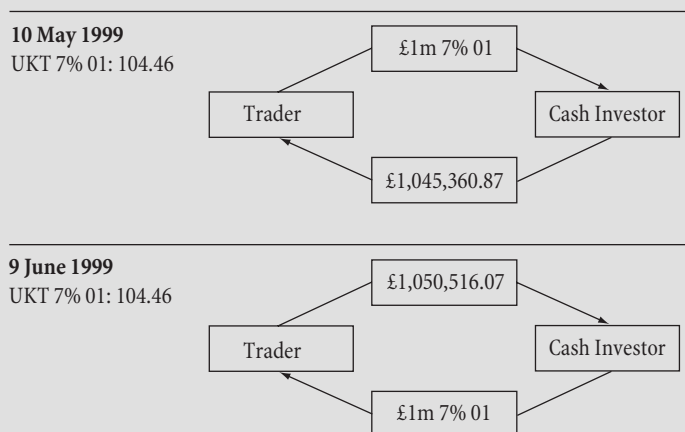 10 May 1999
UKT 7% 01: 104.46
£1m 7% 01
Trader
Cash Investor
£1,045,360.87
9 June 1999
UKT 7% 01: 104.46
£1,050,516.07
Trader
Cash Investor
£1m 7% 01